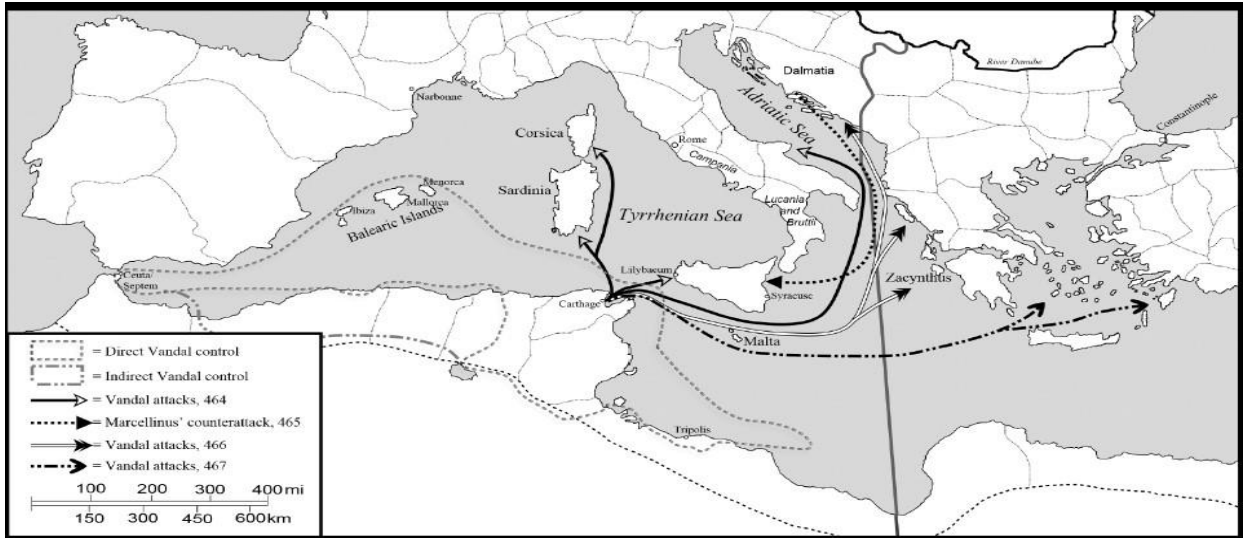 River Danube
Dalmatia
Adriatic Sea
Constantinople
Narbonae
Corsica
Rome
Campania
Sardinia
Menorca
Mallorca
Ibiza
Balearic Islands
Tyrrhenian Sea
Lucania
and
Bruttii
Ceuta/
Septem
Lilybaeum
Zacynthus
Carthage
Syracuse
Malta
Tripolis
= Direct Vandal control
= Indirect Vandal control
= Vandal attacks, 464
= Marcellinus' counterattack, 465
= Vandal attacks, 466
= Vandal attacks, 467
100 200 300 400 mi
150 300 450 600 km